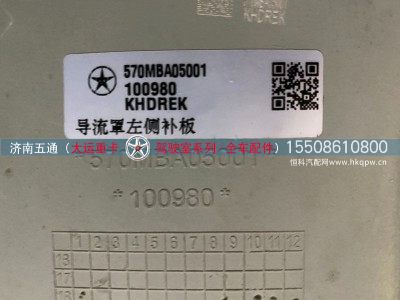 KHDREK
570MBA05001
100980
KHDREK
导流罩左侧补板
济南五通（大运重卡 驾驶室系列 全车配件）15508610800
恒科汽配网www.hkqpw.cn
*570MBA05001*
*100980*
1 2 3 4 5 6 7 8 9 10 11 12
18
17